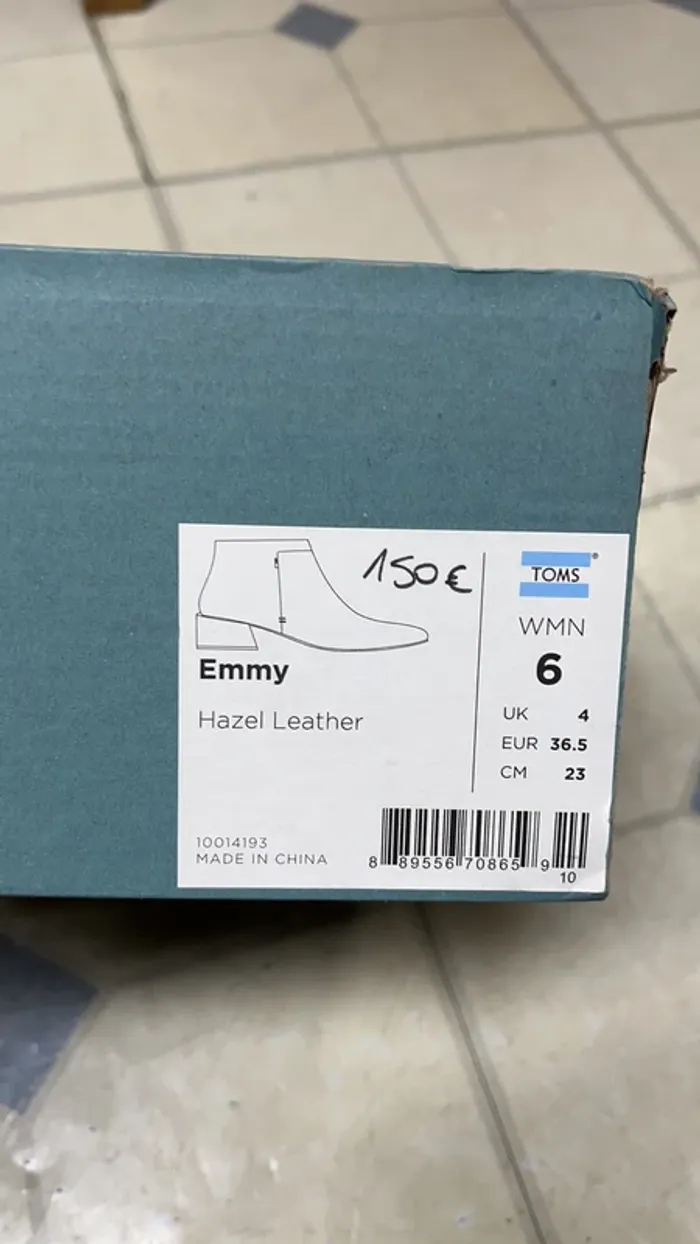 150€
Emmy
Hazel Leather
10014193
MADE IN CHINA
TOMS®
WMN
6
UK 4
EUR 36.5
CM 23
8 89556 70865 9
10